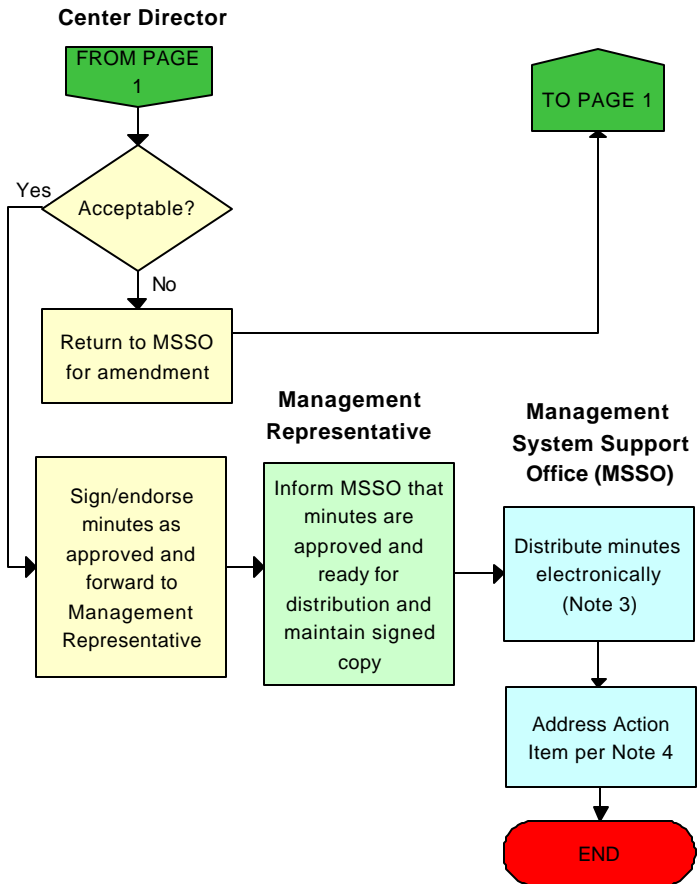 Center Director
FROM PAGE
1
TO PAGE 1
Yes
Acceptable?
No
Return to MSSO
for amendment
Management
Representative
Management
System Support
Office (MSSO)
Sign/endorse
minutes as
approved and
forward to
Management
Representative
Inform MSSO that
minutes are
approved and
ready for
distribution and
maintain signed
copy
Distribute minutes
electronically
(Note 3)
Address Action
Item per Note 4
END